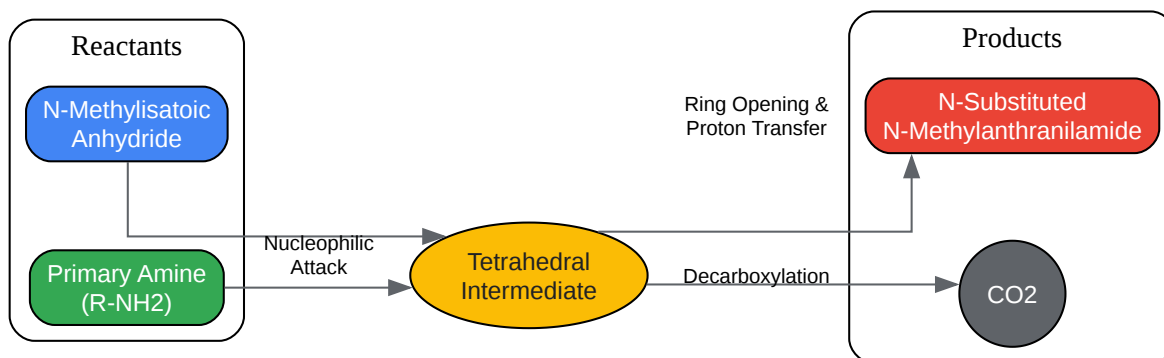 Reactants
N-Methylisatoic
Anhydride
Primary Amine
(R-NH2)
Nucleophilic
Attack
Tetrahedral
Intermediate
Ring Opening &
Proton Transfer
Decarboxylation
Products
N-Substituted
N-Methylanthranilamide
CO2